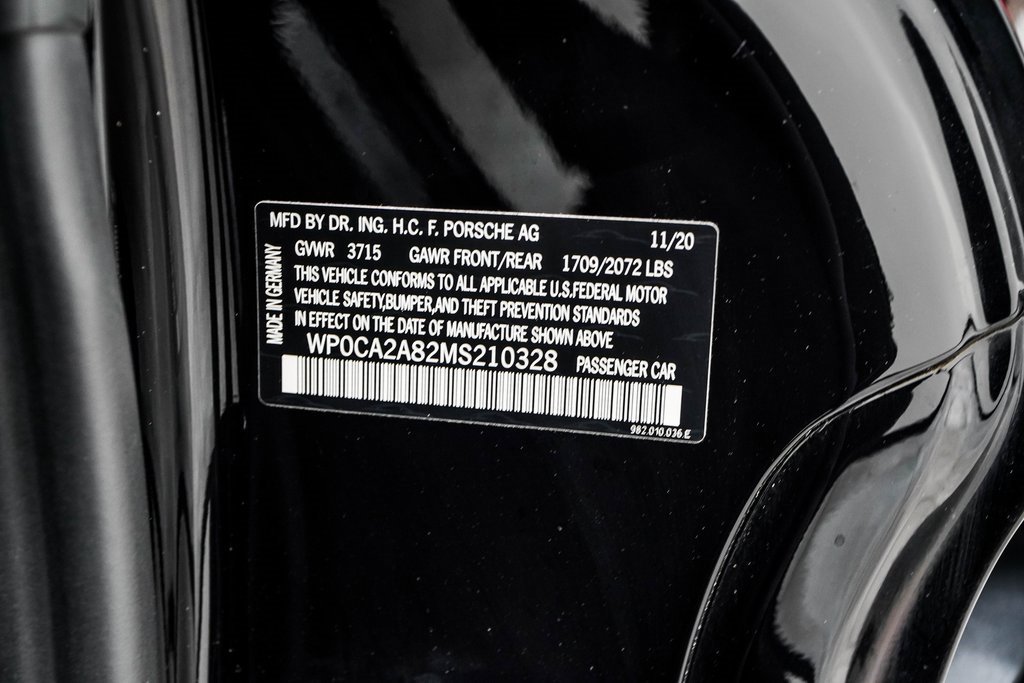 MFD BY DR. ING. H.C. F. PORSCHE AG 11/20
GVWR 3715 GAWR FRONT/REAR 1709/2072 LBS
THIS VEHICLE CONFORMS TO ALL APPLICABLE U.S.FEDERAL MOTOR
VEHICLE SAFETY,BUMPER,AND THEFT PREVENTION STANDARDS
IN EFFECT ON THE DATE OF MANUFACTURE SHOWN ABOVE
WP0CA2A82MS210328 PASSENGER CAR
982.010.036.E
MADE IN GERMANY